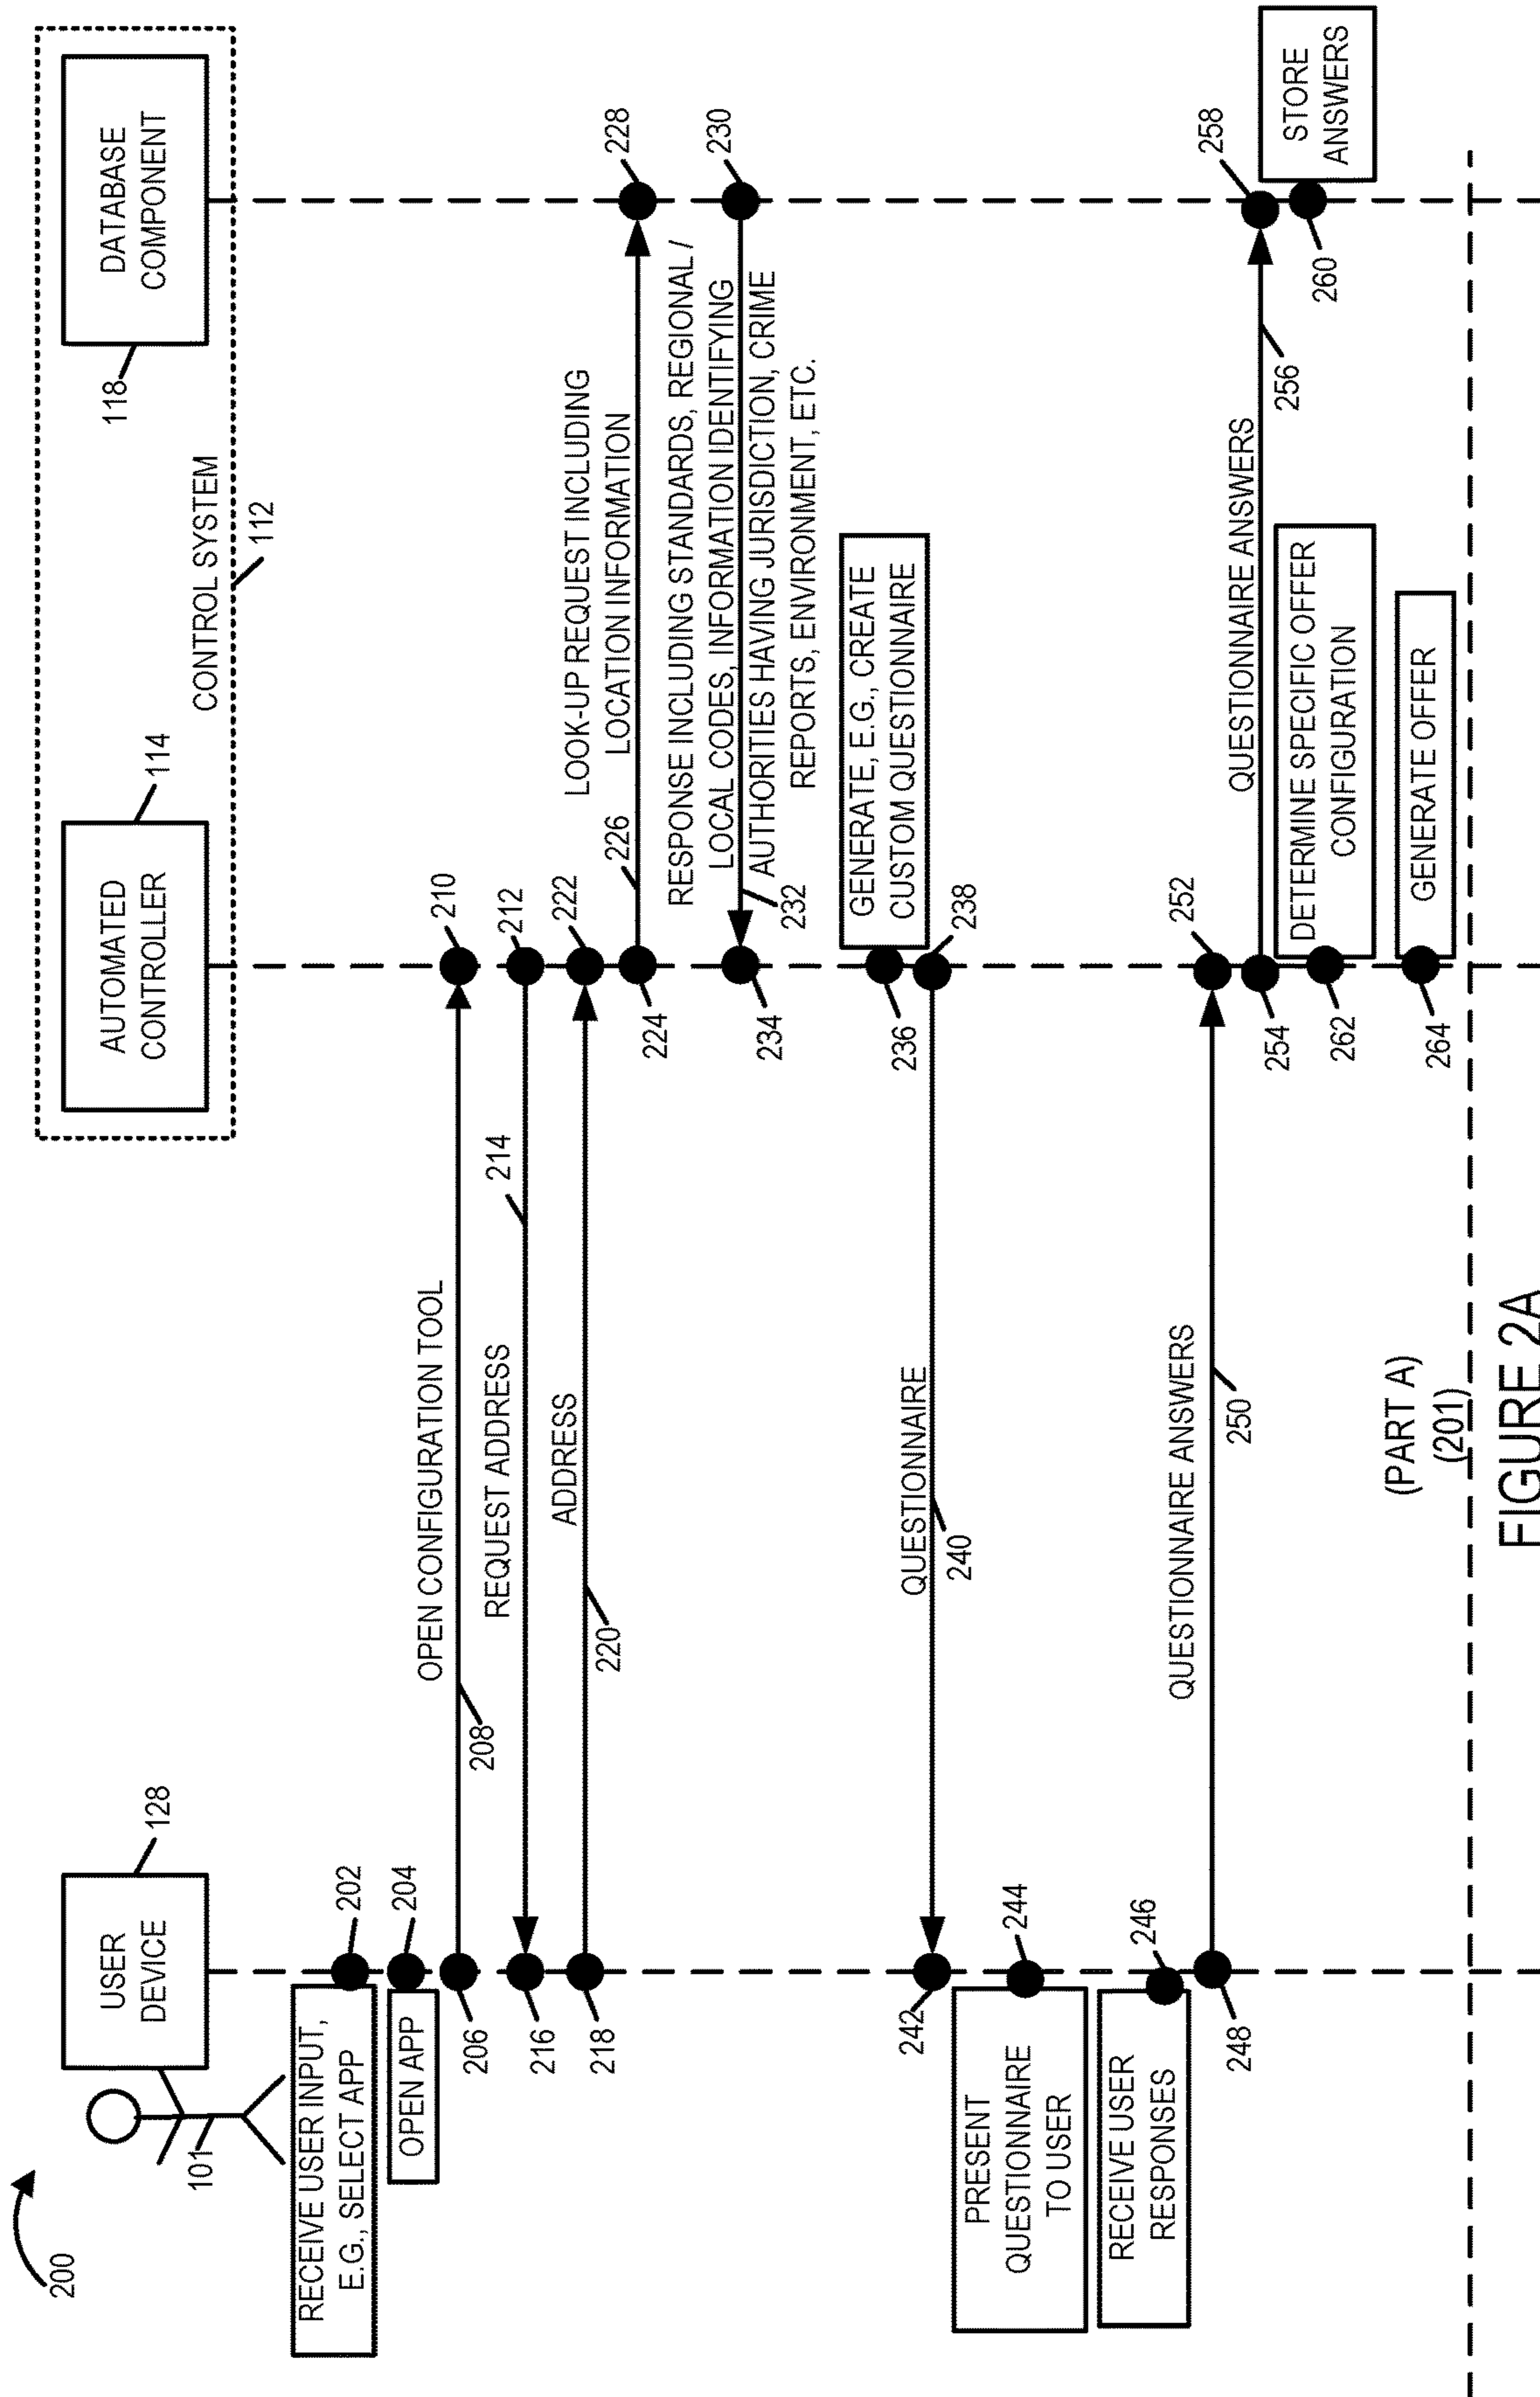 200
101
USER
DEVICE
128
AUTOMATED
CONTROLLER
114
118
DATABASE
COMPONENT
CONTROL SYSTEM
112
RECEIVE USER INPUT,
E.G., SELECT APP
202
OPEN APP
204
206
OPEN CONFIGURATION TOOL
208
210
216
REQUEST ADDRESS
214
212
218
ADDRESS
220
222
224
226
LOOK-UP REQUEST INCLUDING
LOCATION INFORMATION
228
234
232
RESPONSE INCLUDING STANDARDS, REGIONAL /
LOCAL CODES, INFORMATION IDENTIFYING
AUTHORITIES HAVING JURISDICTION, CRIME
REPORTS, ENVIRONMENT, ETC.
230
236
GENERATE, E.G., CREATE
CUSTOM QUESTIONNAIRE
238
242
QUESTIONNAIRE
240
PRESENT
QUESTIONNAIRE
TO USER
244
RECEIVE USER
RESPONSES
246
248
QUESTIONNAIRE ANSWERS
250
252
254
QUESTIONNAIRE ANSWERS
256
258
260
STORE
ANSWERS
262
DETERMINE SPECIFIC OFFER
CONFIGURATION
264
GENERATE OFFER
(PART A)
(201)
FIGURE 2A